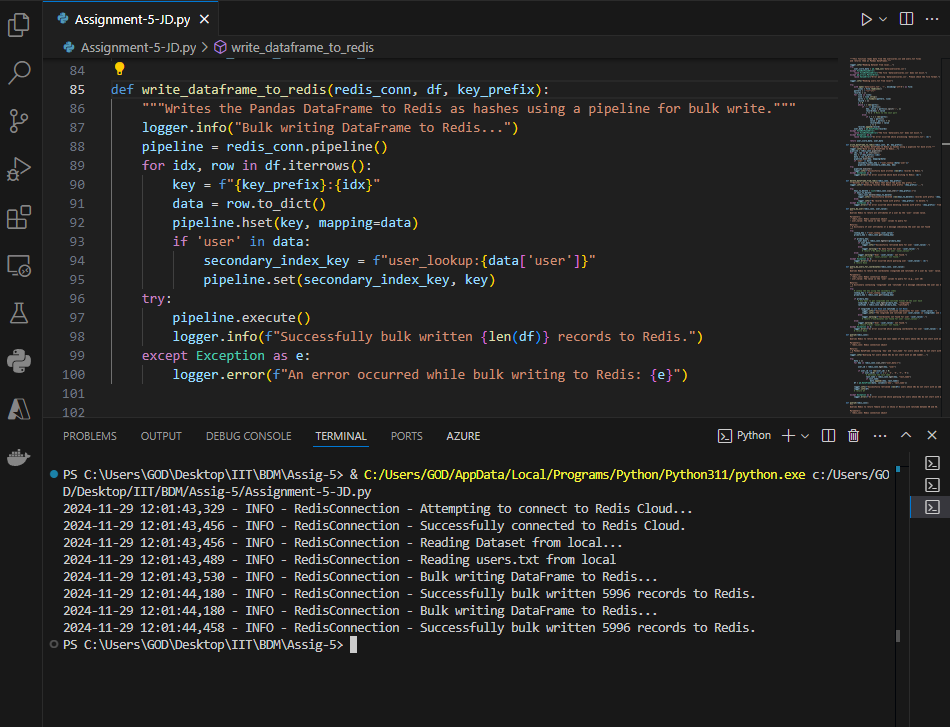 Assignment-5-JD.py
Assignment-5-JD.py > write_dataframe_to_redis
84
85 def write_dataframe_to_redis(redis_conn, df, key_prefix):
86 """Writes the Pandas DataFrame to Redis as hashes using a pipeline for bulk write."""
87 logger.info("Bulk writing DataFrame to Redis...")
88 pipeline = redis_conn.pipeline()
89 for idx, row in df.iterrows():
90 key = f"{key_prefix}:{idx}"
91 data = row.to_dict()
92 pipeline.hset(key, mapping=data)
93 if 'user' in data:
94 secondary_index_key = f"user_lookup:{data['user']}"
95 pipeline.set(secondary_index_key, key)
96 try:
97 pipeline.execute()
98 logger.info(f"Successfully bulk written {len(df)} records to Redis.")
99 except Exception as e:
100 logger.error(f"An error occurred while bulk writing to Redis: {e}")
101
102
PROBLEMS OUTPUT DEBUG CONSOLE TERMINAL PORTS AZURE Python
PS C:\Users\GOD\Desktop\IIT\BDM\Assig-5> & C:/Users/GOD/AppData/Local/Programs/Python/Python311/python.exe c:/Users/GO
D/Desktop/IIT/BDM/Assig-5/Assignment-5-JD.py
2024-11-29 12:01:43,329 - INFO - RedisConnection - Attempting to connect to Redis Cloud...
2024-11-29 12:01:43,456 - INFO - RedisConnection - Successfully connected to Redis Cloud.
2024-11-29 12:01:43,456 - INFO - RedisConnection - Reading Dataset from local...
2024-11-29 12:01:43,489 - INFO - RedisConnection - Reading users.txt from local
2024-11-29 12:01:43,530 - INFO - RedisConnection - Bulk writing DataFrame to Redis...
2024-11-29 12:01:44,180 - INFO - RedisConnection - Successfully bulk written 5996 records to Redis.
2024-11-29 12:01:44,180 - INFO - RedisConnection - Bulk writing DataFrame to Redis...
2024-11-29 12:01:44,458 - INFO - RedisConnection - Successfully bulk written 5996 records to Redis.
PS C:\Users\GOD\Desktop\IIT\BDM\Assig-5>